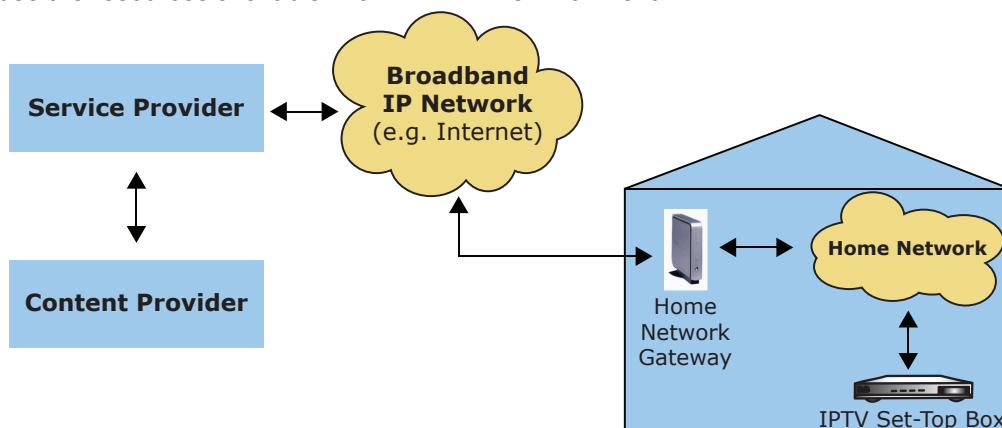 Service Provider
Broadband
IP Network
(e.g. Internet)
Content Provider
Home Network
Home
Network
Gateway
IPTV Set-Top Box